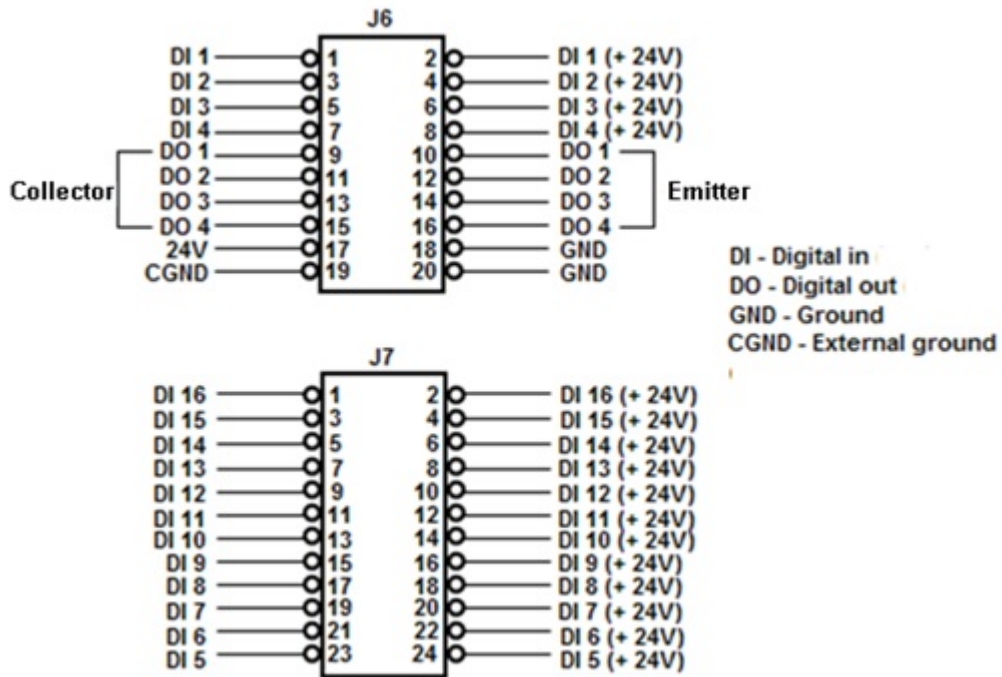 J6
DI 1 1 2 DI 1 (+ 24V)
DI 2 3 4 DI 2 (+ 24V)
DI 3 5 6 DI 3 (+ 24V)
DI 4 7 8 DI 4 (+ 24V)
DO 1 9 10 DO 1
Collector DO 2 11 12 DO 2 Emitter
DO 3 13 14 DO 3
DO 4 15 16 DO 4
24V 17 18 GND
CGND 19 20 GND
DI - Digital in
DO - Digital out
GND - Ground
CGND - External ground
J7
DI 16 1 2 DI 16 (+ 24V)
DI 15 3 4 DI 15 (+ 24V)
DI 14 5 6 DI 14 (+ 24V)
DI 13 7 8 DI 13 (+ 24V)
DI 12 9 10 DI 12 (+ 24V)
DI 11 11 12 DI 11 (+ 24V)
DI 10 13 14 DI 10 (+ 24V)
DI 9 15 16 DI 9 (+ 24V)
DI 8 17 18 DI 8 (+ 24V)
DI 7 19 20 DI 7 (+ 24V)
DI 6 21 22 DI 6 (+ 24V)
DI 5 23 24 DI 5 (+ 24V)